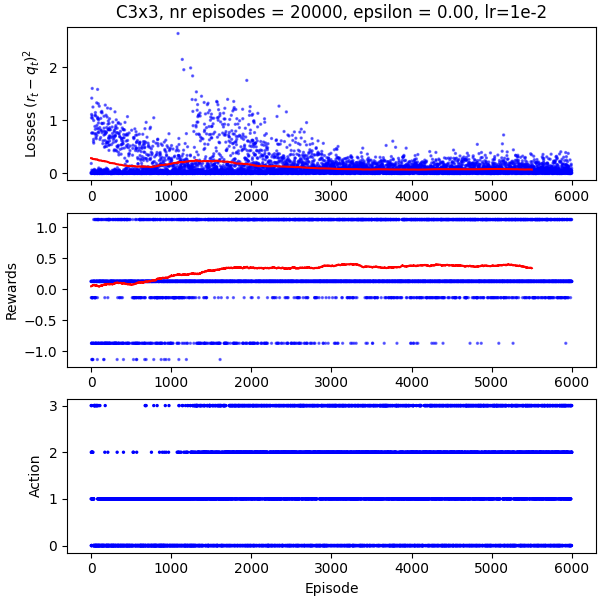 C3x3, nr episodes = 20000, epsilon = 0.00, lr=1e-2
Losses $(r_t - q_t)^2$
2
1
0
0 1000 2000 3000 4000 5000 6000
Rewards
1.0
0.5
0.0
−0.5
−1.0
0 1000 2000 3000 4000 5000 6000
Action
3
2
1
0
0 1000 2000 3000 4000 5000 6000
Episode